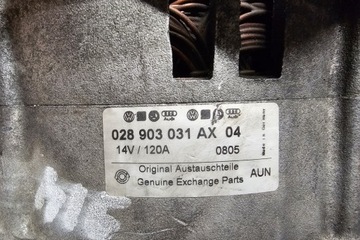 028 903 031 AX 04
14V / 120A 0805
Original Austauschteile
Genuine Exchange Parts AUN